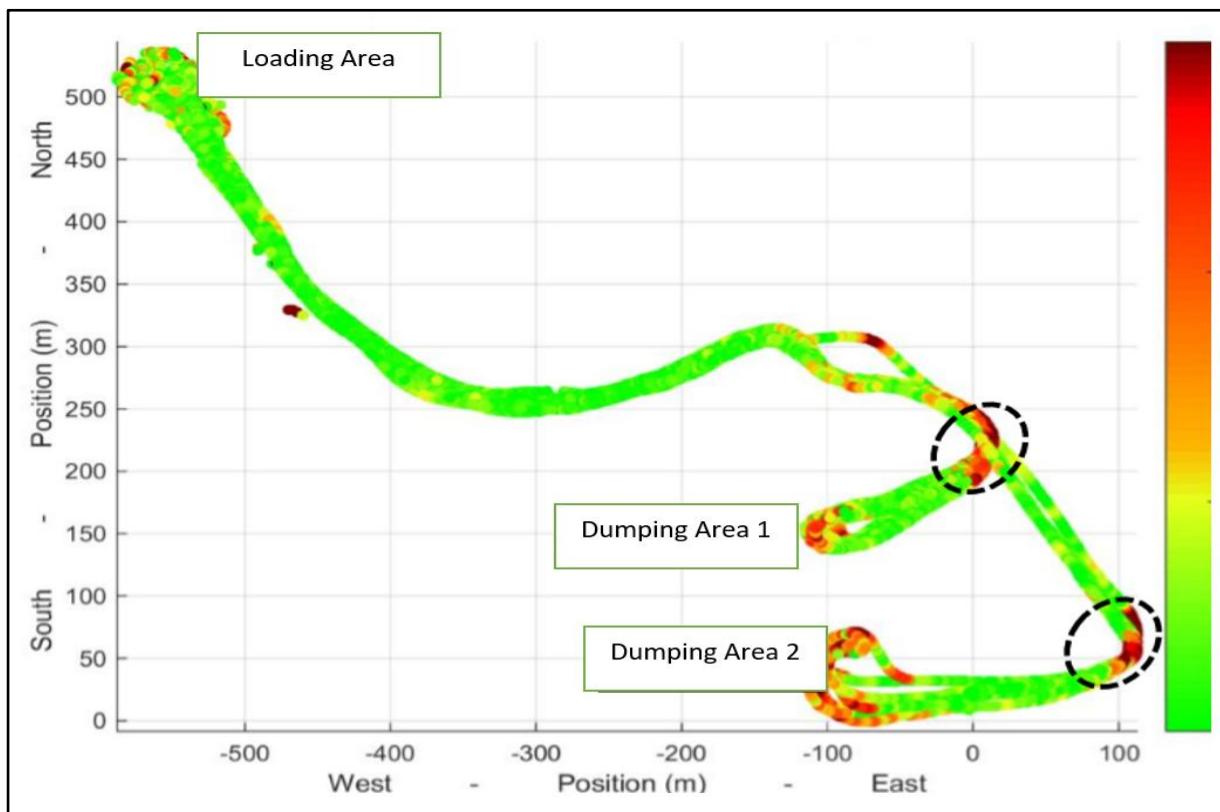 Loading Area
500
450
400
350
300
250
200
150
100
50
0
South - Position (m) - North
Dumping Area 1
Dumping Area 2
-500 -400 -300 -200 -100 0 100
West - Position (m) - East